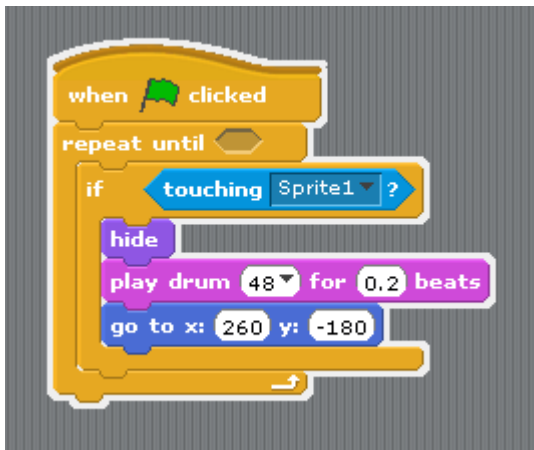 when clicked
repeat until
if touching Sprite1 ?
hide
play drum 48 for 0.2 beats
go to x: 260 y: -180